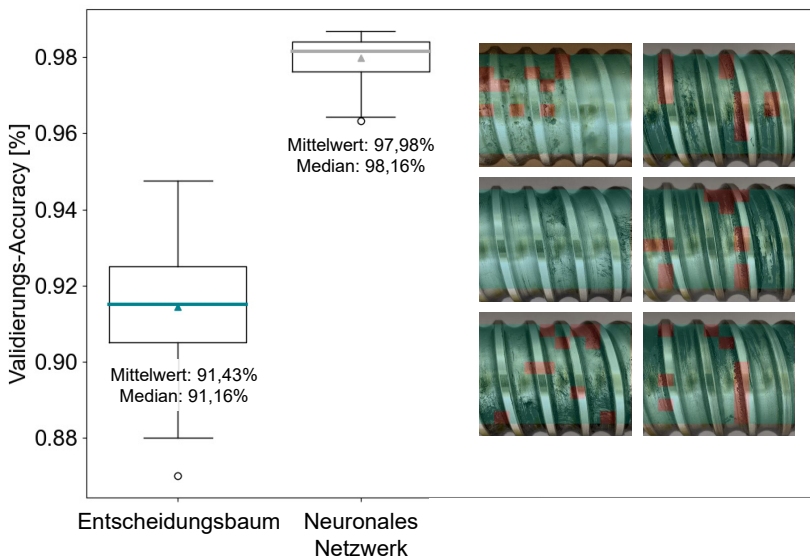 Validierungs-Accuracy [%]
0.98
0.96
0.94
0.92
0.90
0.88
Mittelwert: 97,98%
Median: 98,16%
Mittelwert: 91,43%
Median: 91,16%
Entscheidungsbaum
Neuronales
Netzwerk